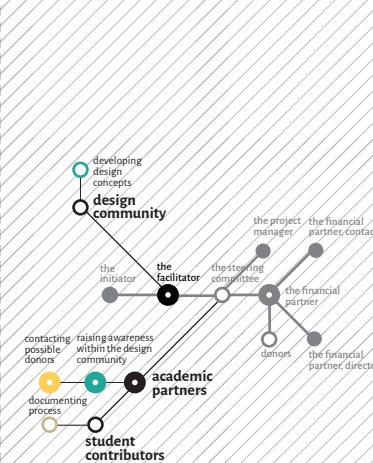 developing
design
concepts
design
community
the project
manager
the financial
partner, contac
the
initiator
the
facilitator
the steering
committee
the financial
partner
donors
the financial
partner, directo
contacting
possible
donors
raising awareness
within the design
community
academic
partners
documenting
process
student
contributors